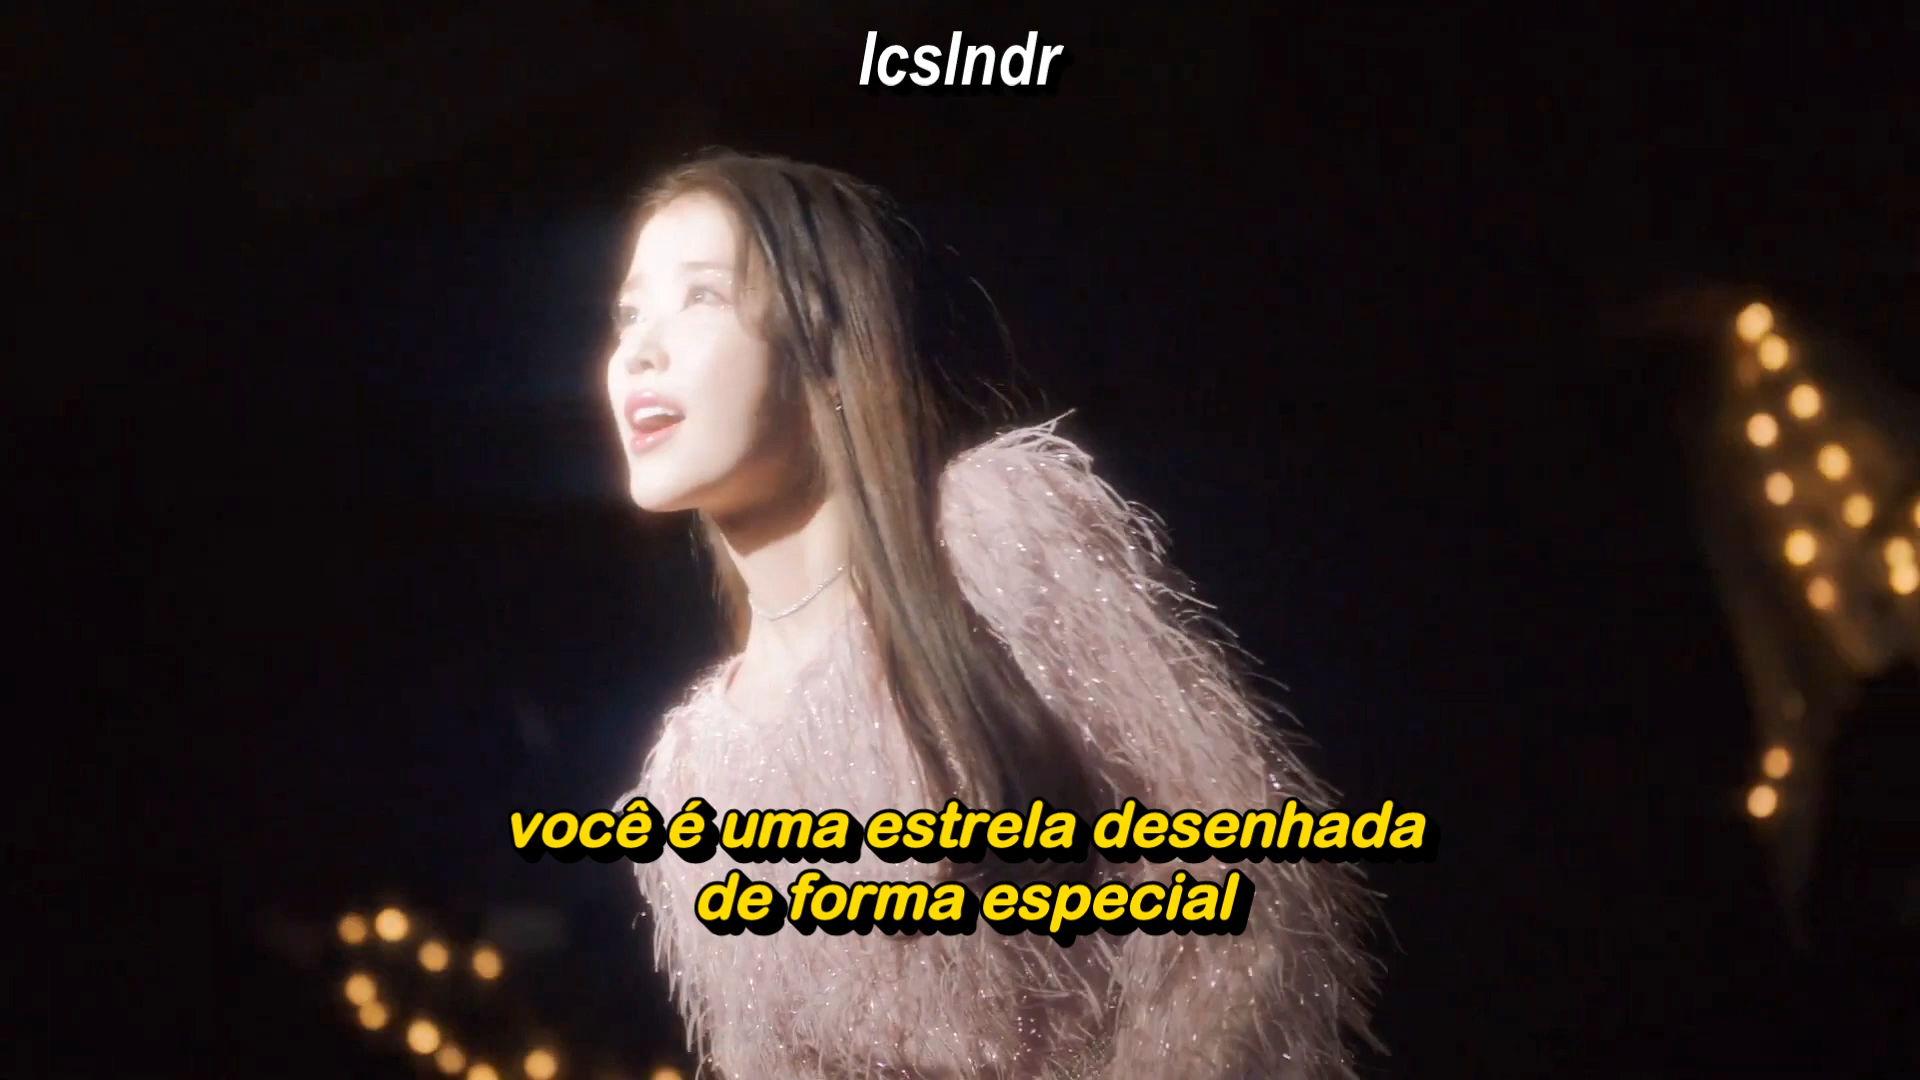 lcslndr
você é uma estrela desenhada
de forma especial